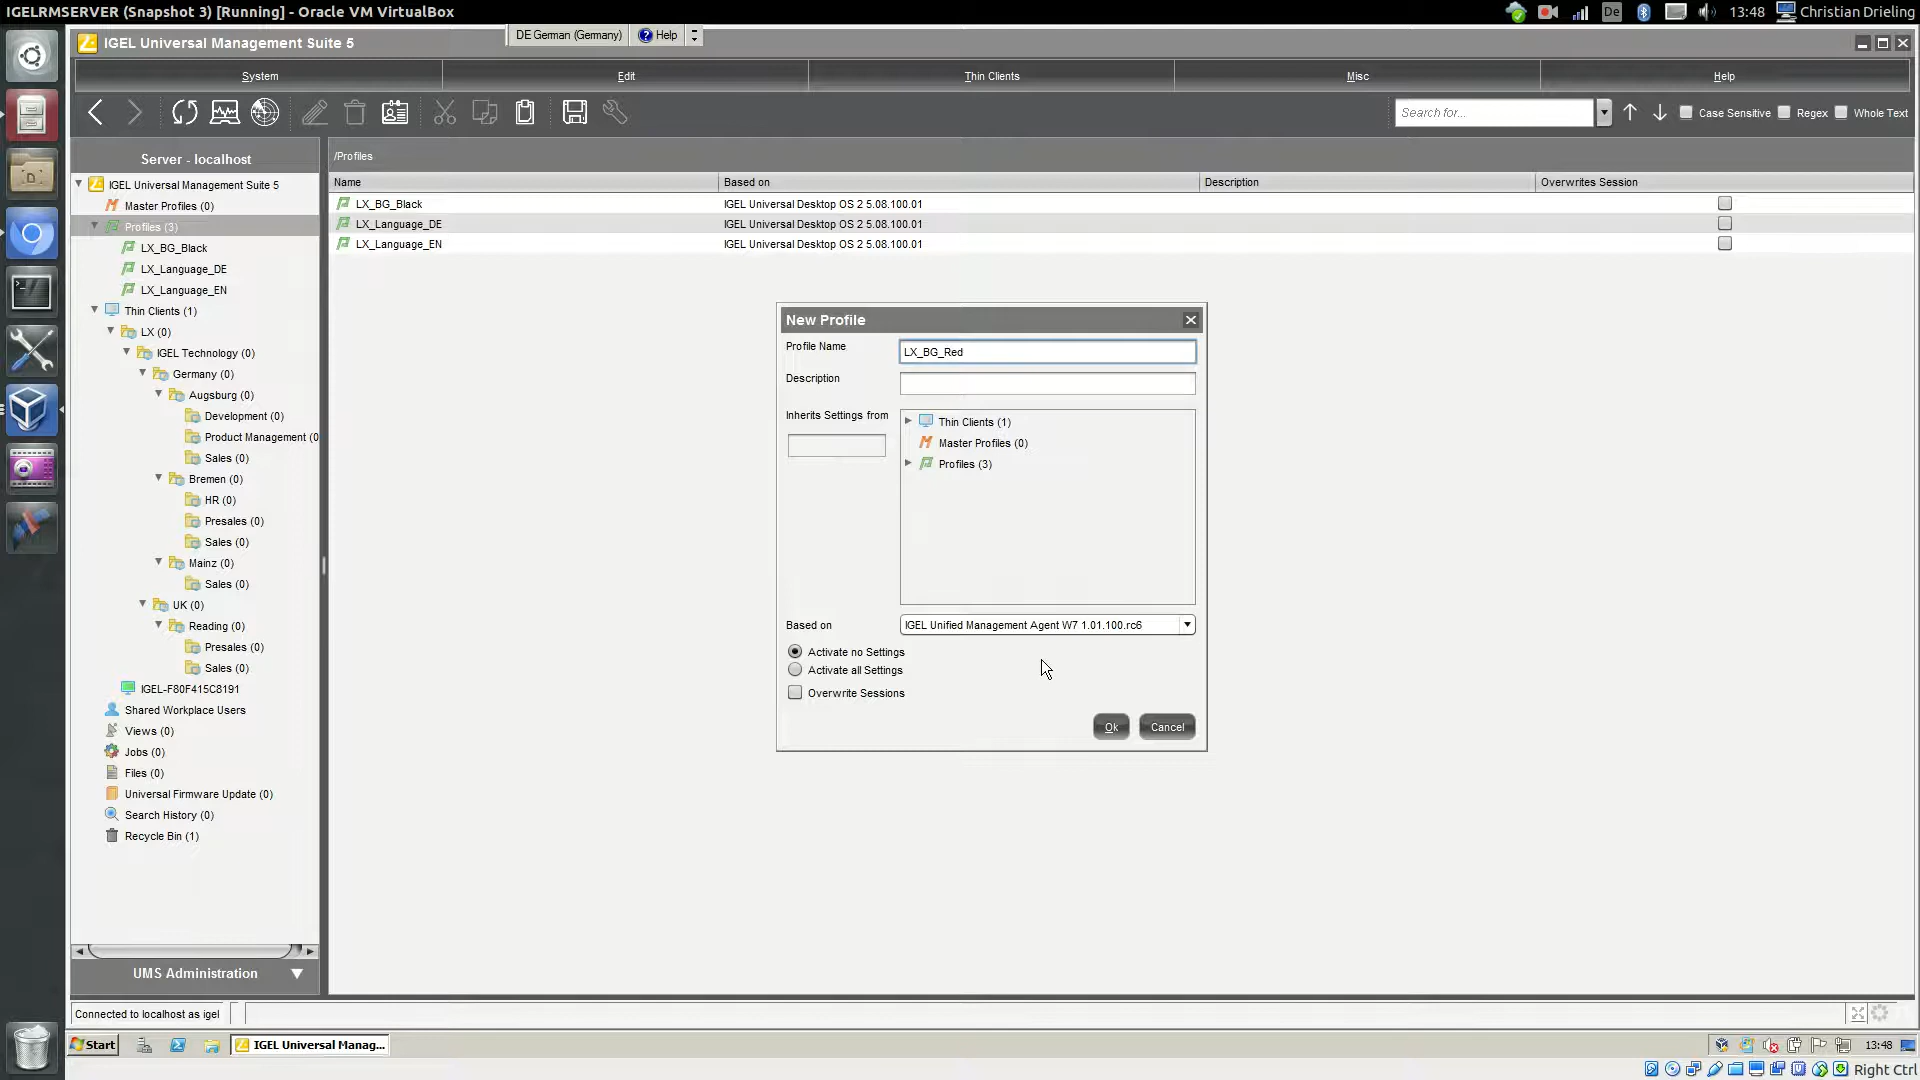 IGELRMSERVER (Snapshot 3) [Running] - Oracle VM VirtualBox
De
13:48
Christian Drieling
IGEL Universal Management Suite 5
DE German (Germany)
Help
System
Edit
Thin Clients
Misc
Help
Search for...
Case Sensitive
Regex
Whole Text
Server - localhost
/Profiles
Name
Based on
Description
Overwrites Session
IGEL Universal Management Suite 5
Master Profiles (0)
Profiles (3)
LX_BG_Black
LX_Language_DE
LX_Language_EN
Thin Clients (1)
LX (0)
IGEL Technology (0)
Germany (0)
Augsburg (0)
Development (0)
Product Management (0
Sales (0)
Bremen (0)
HR (0)
Presales (0)
Sales (0)
Mainz (0)
Sales (0)
UK (0)
Reading (0)
Presales (0)
Sales (0)
IGEL-F80F415C8191
Shared Workplace Users
Views (0)
Jobs (0)
Files (0)
Universal Firmware Update (0)
Search History (0)
Recycle Bin (1)
LX_BG_Black
IGEL Universal Desktop OS 2 5.08.100.01
LX_Language_DE
IGEL Universal Desktop OS 2 5.08.100.01
LX_Language_EN
IGEL Universal Desktop OS 2 5.08.100.01
New Profile
Profile Name
LX_BG_Red
Description
Inherits Settings from
Thin Clients (1)
Master Profiles (0)
Profiles (3)
Based on
IGEL Unified Management Agent W7 1.01.100.rc6
Activate no Settings
Activate all Settings
Overwrite Sessions
Ok
Cancel
UMS Administration
Connected to localhost as igel
Start
IGEL Universal Manag...
13:48
Right Ctrl